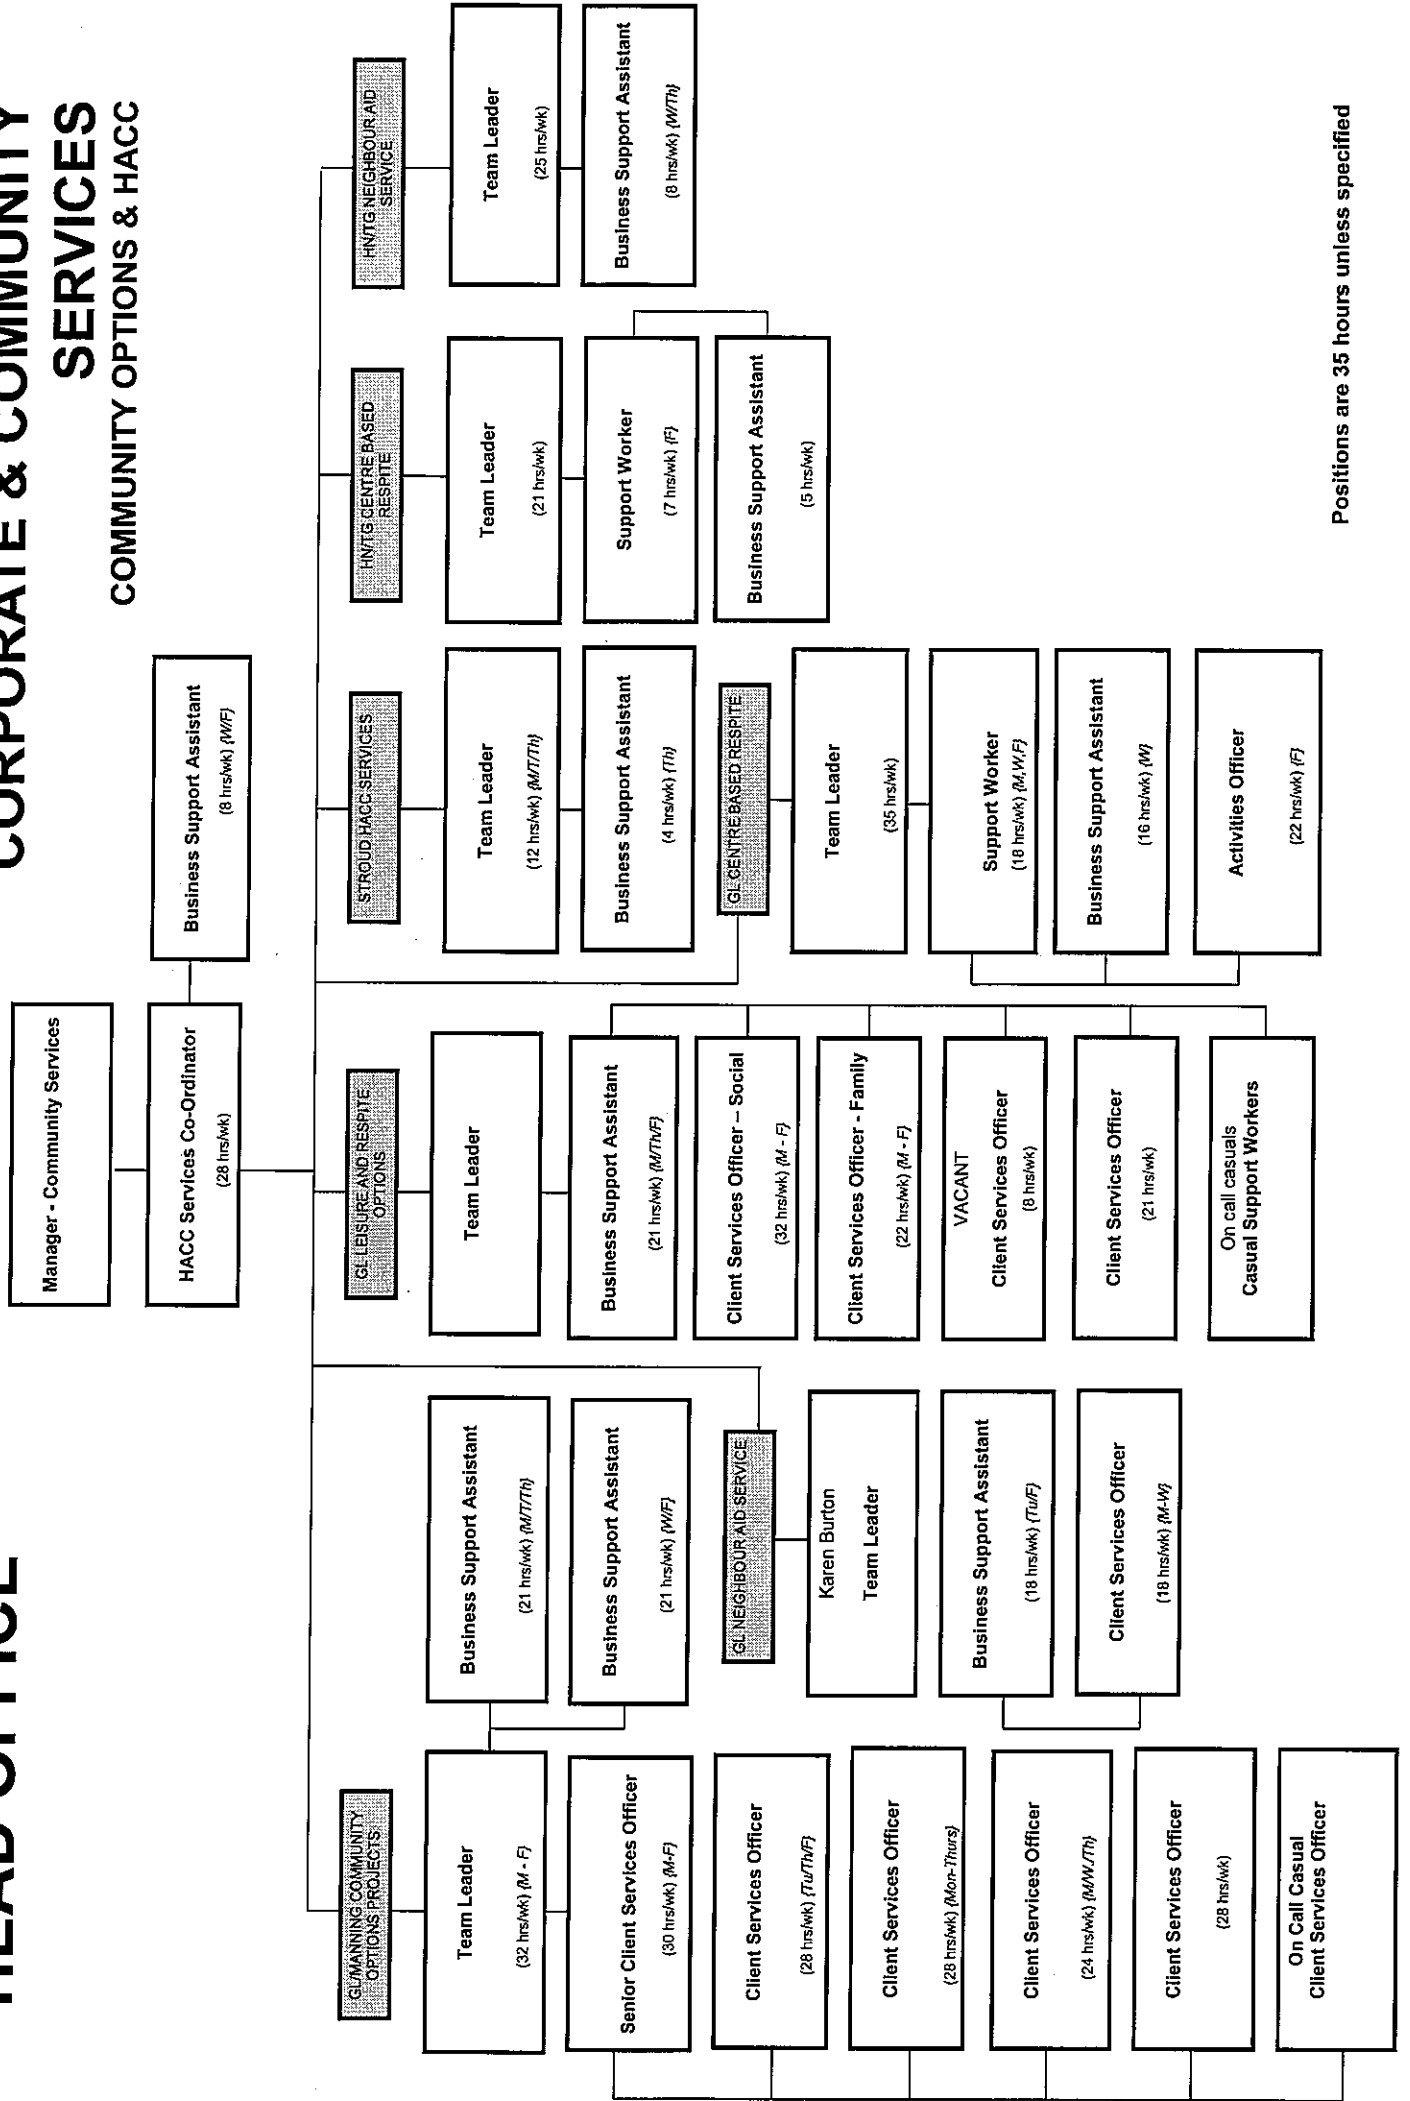 HEAD OFFICE
CORPORATE & COMMUNITY
SERVICES
COMMUNITY OPTIONS & HACC
Manager - Community Services
HACC Services Co-Ordinator
(28 hrs/wk)
Business Support Assistant
(8 hrs/wk) {W/F}
GL/MANNING COMMUNITY
OPTIONS PROJECTS
Team Leader
(32 hrs/wk) {M - F}
Business Support Assistant
(21 hrs/wk) {M/T/Th}
Business Support Assistant
(21 hrs/wk) {W/F}
Senior Client Services Officer
(30 hrs/wk) {M-F}
Client Services Officer
(28 hrs/wk) {Tu/Th/F}
Client Services Officer
(28 hrs/wk) {Mon-Thurs}
Client Services Officer
(24 hrs/wk) {M/W./Th}
Client Services Officer
(28 hrs/wk)
On Call Casual
Client Services Officer
GL NEIGHBOUR AID SERVICE
Karen Burton
Team Leader
Business Support Assistant
(18 hrs/wk) {Tu/F}
Client Services Officer
(18 hrs/wk) {M-W}
GL LEISURE AND RESPITE
OPTIONS
Team Leader
Business Support Assistant
(21 hrs/wk) {M/Th/F}
Client Services Officer – Social
(32 hrs/wk) {M - F}
Client Services Officer - Family
(22 hrs/wk) {M - F}
VACANT
Client Services Officer
(8 hrs/wk)
Client Services Officer
(21 hrs/wk)
On call casuals
Casual Support Workers
STROUD HACC SERVICES
Team Leader
(12 hrs/wk) {M/T/Th}
Business Support Assistant
(4 hrs/wk) {Th}
GL CENTRE BASED RESPITE
Team Leader
(35 hrs/wk)
Support Worker
(18 hrs/wk) {M,W,F}
Business Support Assistant
(16 hrs/wk) {W}
Activities Officer
(22 hrs/wk) {F}
HN/TG CENTRE BASED
RESPITE
Team Leader
(21 hrs/wk)
Support Worker
(7 hrs/wk) {F}
Business Support Assistant
(5 hrs/wk)
HN/TG NEIGHBOUR AID
SERVICE
Team Leader
(25 hrs/wk)
Business Support Assistant
(8 hrs/wk) {W/Th}
Positions are 35 hours unless specified